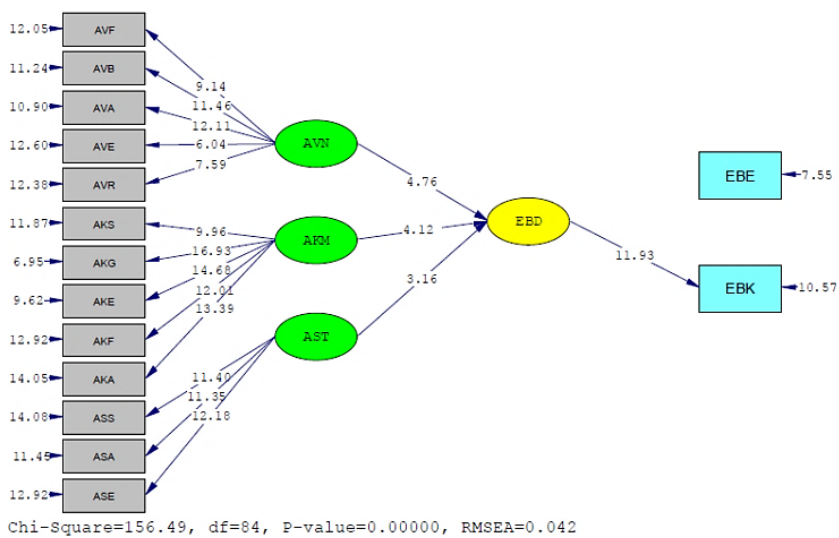 12.05 AVF
11.24 AVB
10.90 AVA
12.60 AVE
12.38 AVR
11.87 AKS
6.95 AKG
9.62 AKE
12.92 AKF
14.05 AKA
14.08 ASS
11.45 ASA
12.92 ASE
9.14
11.46
12.11
6.04
7.59
9.96
16.93
14.68
12.01
13.39
11.40
11.35
12.18
AVN
AKM
AST
4.76
4.12
3.16
EBD
11.93
EBE 7.55
EBK 10.57
Chi-Square=156.49, df=84, P-value=0.00000, RMSEA=0.042